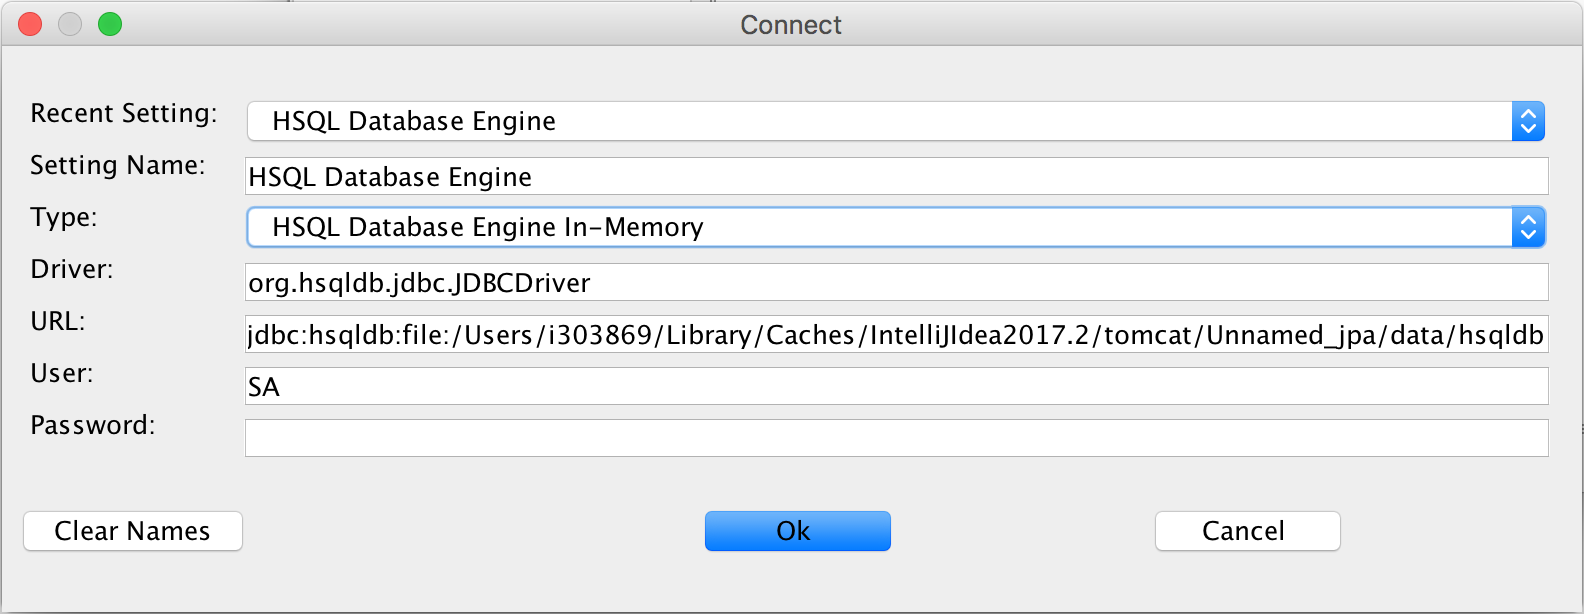 Connect
Recent Setting: HSQL Database Engine
Setting Name: HSQL Database Engine
Type: HSQL Database Engine In-Memory
Driver: org.hsqldb.jdbc.JDBCDriver
URL: jdbc:hsqldb:file:/Users/i303869/Library/Caches/IntelliJIdea2017.2/tomcat/Unnamed_jpa/data/hsqldb
User: SA
Password:
Clear Names Ok Cancel